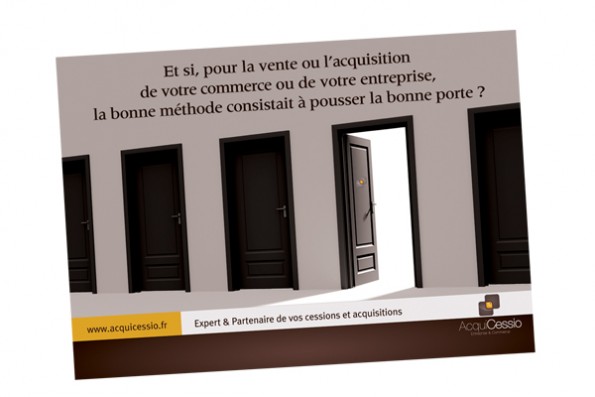 Et si, pour la vente ou l'acquisition
de votre commerce ou de votre entreprise,
la bonne méthode consistait à pousser la bonne porte ?
www.acquicessio.fr
Expert & Partenaire de vos cessions et acquisitions
AcquiCessio